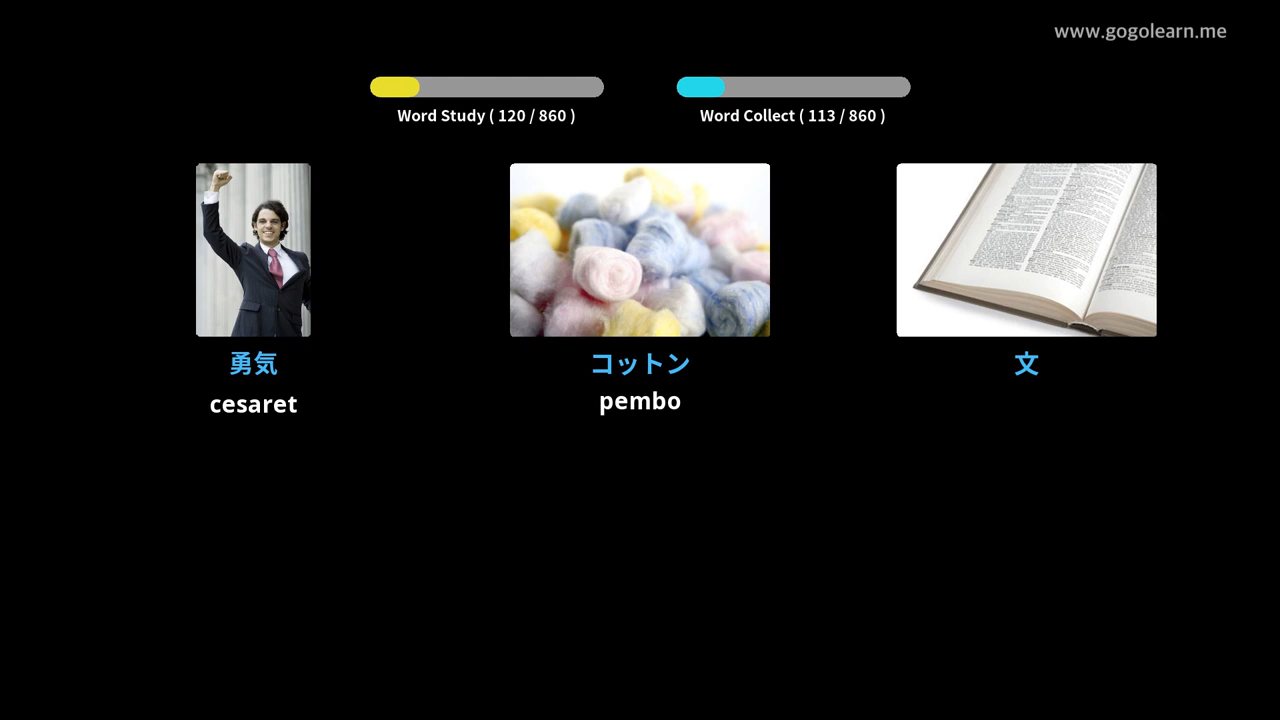 www.gogolearn.me
Word Study ( 120 / 860 )
Word Collect ( 113 / 860 )
勇気
cesaret
コットン
pembo
文